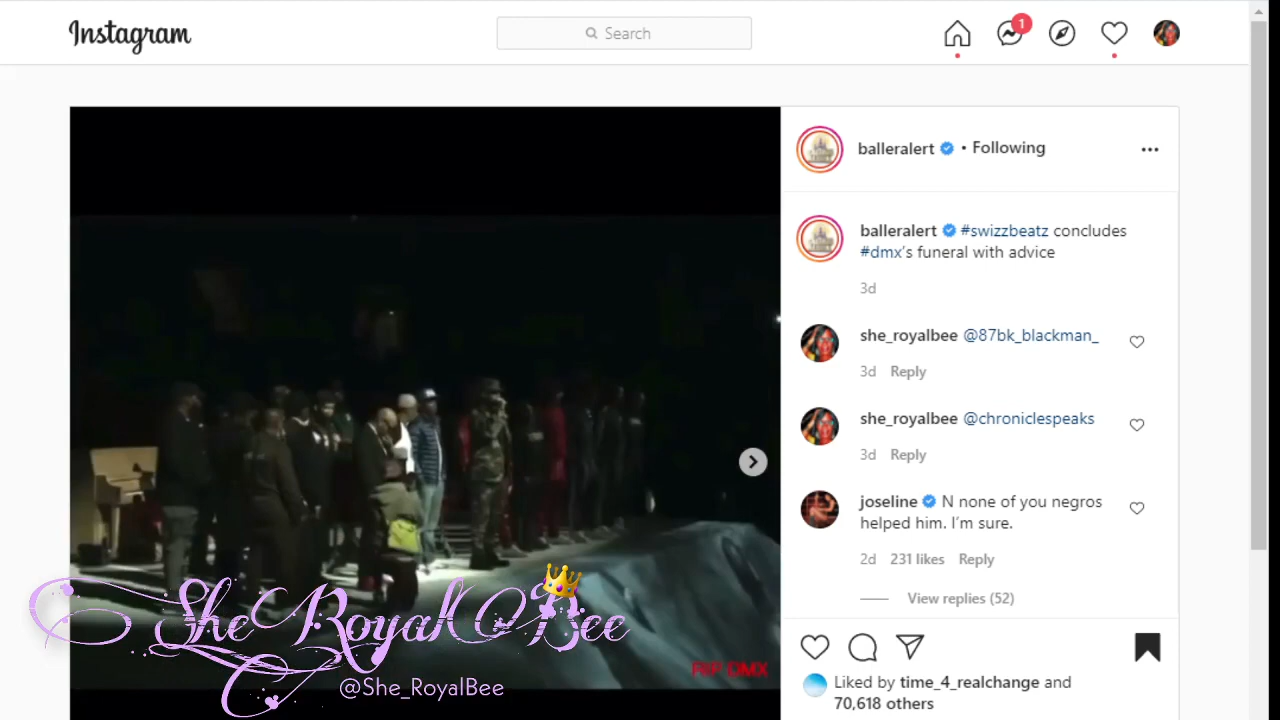 Instagram
Search
1
balleralert • Following
balleralert #swizzbeatz concludes
#dmx's funeral with advice
3d
she_royalbee @87bk_blackman_
3d Reply
she_royalbee @chroniclespeaks
3d Reply
joseline N none of you negros
helped him. I'm sure.
2d 231 likes Reply
View replies (52)
Liked by time_4_realchange and
70,618 others
SheRoyalBee
@She_RoyalBee
RIP DMX